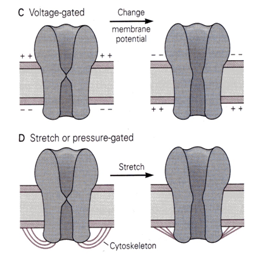 C Voltage-gated
Change
membrane
potential
++ ++
-- --
-- --
++ ++
D Stretch or pressure-gated
Stretch
Cytoskeleton